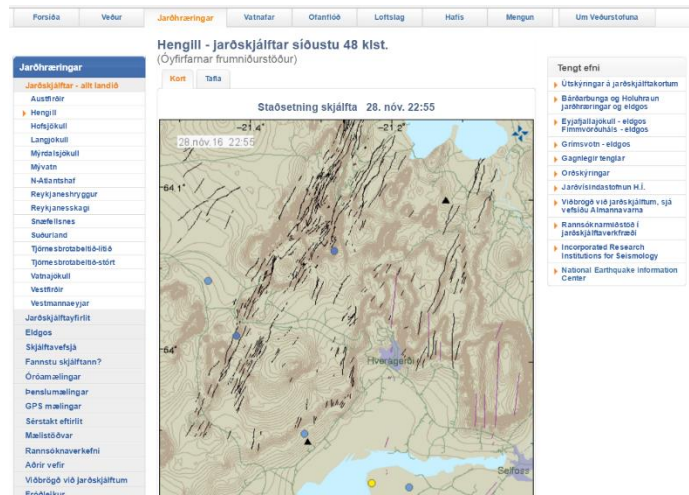 Forsíða Veður Jarðhræringar Vatnafar Ofanflóð Loftslag Hafís Mengun Um Veðurstofuna
Jarðhræringar
Jarðskjálftar - allt landið
Austfirðir
Hengill
Hofsjökull
Langjökull
Mýrdalsjökull
Mývatn
N-Atlantshaf
Reykjaneshryggur
Reykjanesskagi
Snæfellsnes
Suðurland
Tjörnesbrotabeltið-litið
Tjörnesbrotabeltið-stórt
Vatnajökull
Vestfirðir
Vestmannaeyjar
Jarðskjálftayfirlit
Eldgos
Skjálftavefsjá
Fannstu skjálftann?
Óróamælingar
Þenslumælingar
GPS mælingar
Sérstakt eftirlit
Mælistöðvar
Rannsóknaverkefni
Aðrir vefir
Viðbrögð við jarðskjálftum
Fróðleikur
Hengill - jarðskjálftar síðustu 48 klst.
(Óyfirfarnar frumniðurstöður)
Kort Tafla
Staðsetning skjálfta 28. nóv. 22:55
-21.4° -21.2°
28.nóv.16 22:55
64.1°
64°
Hveragerði
Selfoss
Tengt efni
Útskýringar á jarðskjálftakortum
Bárðarbunga og Holuhraun
jarðhræringar og eldgos
Eyjafjallajökull - eldgos
Fimmvörðuháls - eldgos
Grímsvötn - eldgos
Gagnlegir tenglar
Orðskýringar
Jarðvísindastofnun H.Í.
Viðbrögð við jarðskjálftum, sjá
vefsíðu Almannavarna
Rannsóknarmiðstöð í
jarðskjálftaverkfræði
Incorporated Research
Institutions for Seismology
National Earthquake Information
Center